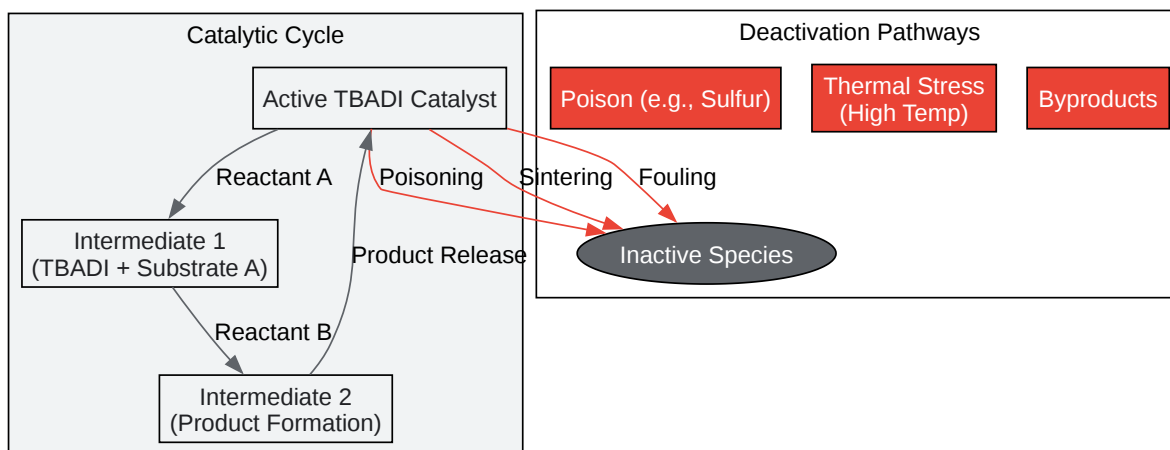 Catalytic Cycle
Active TBADI Catalyst
Reactant A
Intermediate 1
(TBADI + Substrate A)
Reactant B
Intermediate 2
(Product Formation)
Product Release
Deactivation Pathways
Poison (e.g., Sulfur)
Thermal Stress
(High Temp)
Byproducts
Poisoning
Sintering
Fouling
Inactive Species